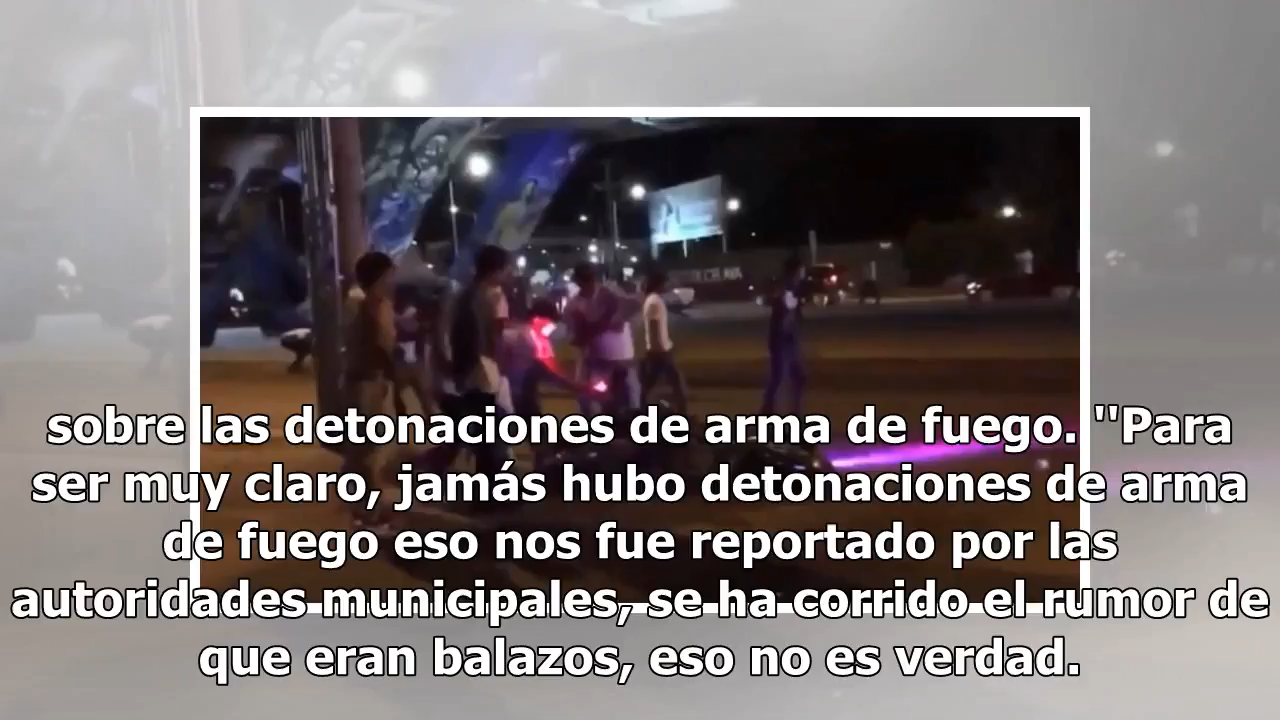 sobre las detonaciones de arma de fuego. "Para
ser muy claro, jamás hubo detonaciones de arma
de fuego eso nos fue reportado por las
autoridades municipales, se ha corrido el rumor de
que eran balazos, eso no es verdad.